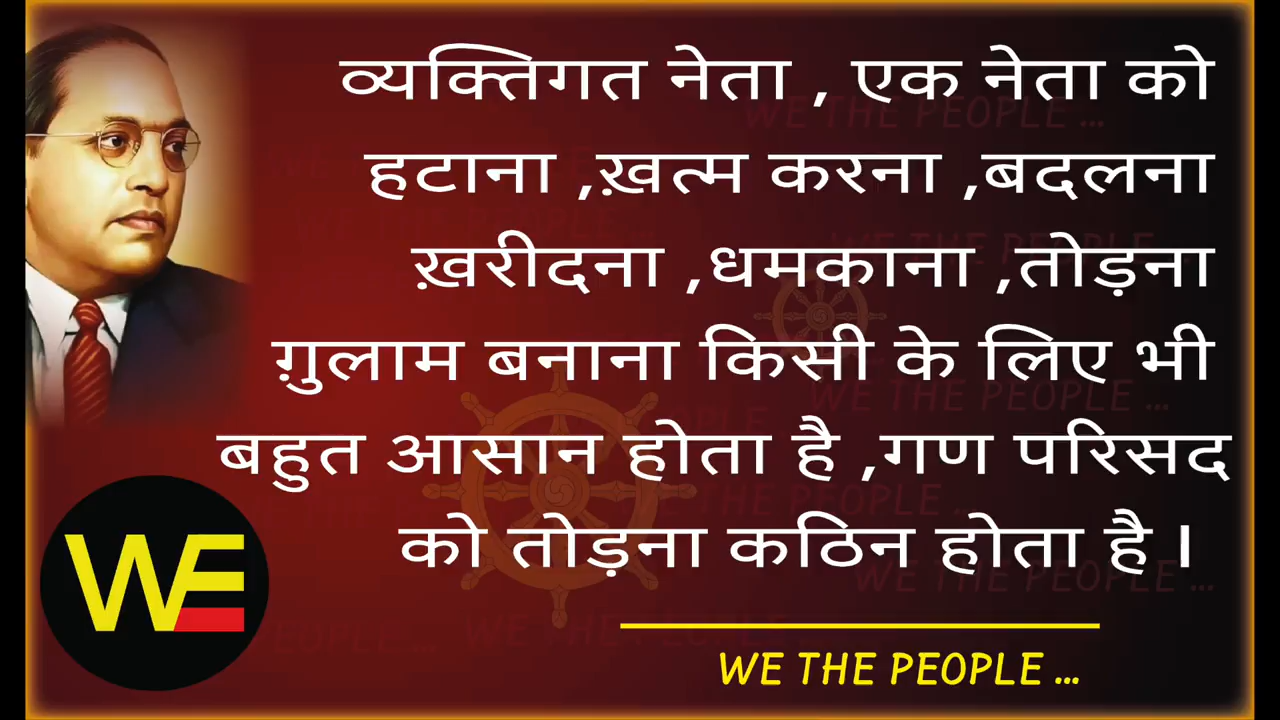 व्यक्तिगत नेता , एक नेता को
हटाना ,ख़त्म करना ,बदलना
ख़रीदना ,धमकाना ,तोड़ना
ग़ुलाम बनाना किसी के लिए भी
बहुत आसान होता है ,गण परिसद
को तोड़ना कठिन होता है ।
WE
WE THE PEOPLE ...